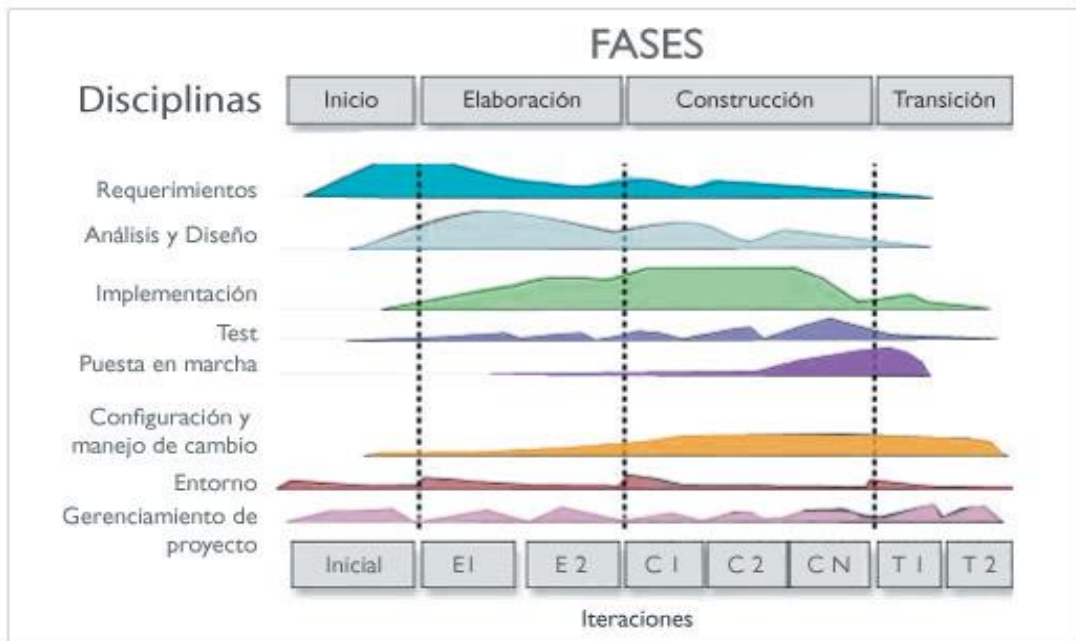 FASES
Disciplinas
Inicio
Elaboración
Construcción
Transición
Requerimientos
Análisis y Diseño
Implementación
Test
Puesta en marcha
Configuración y
manejo de cambio
Entorno
Gerenciamiento de
proyecto
Inicial
E1
E 2
C 1
C 2
C N
T 1
T 2
Iteraciones